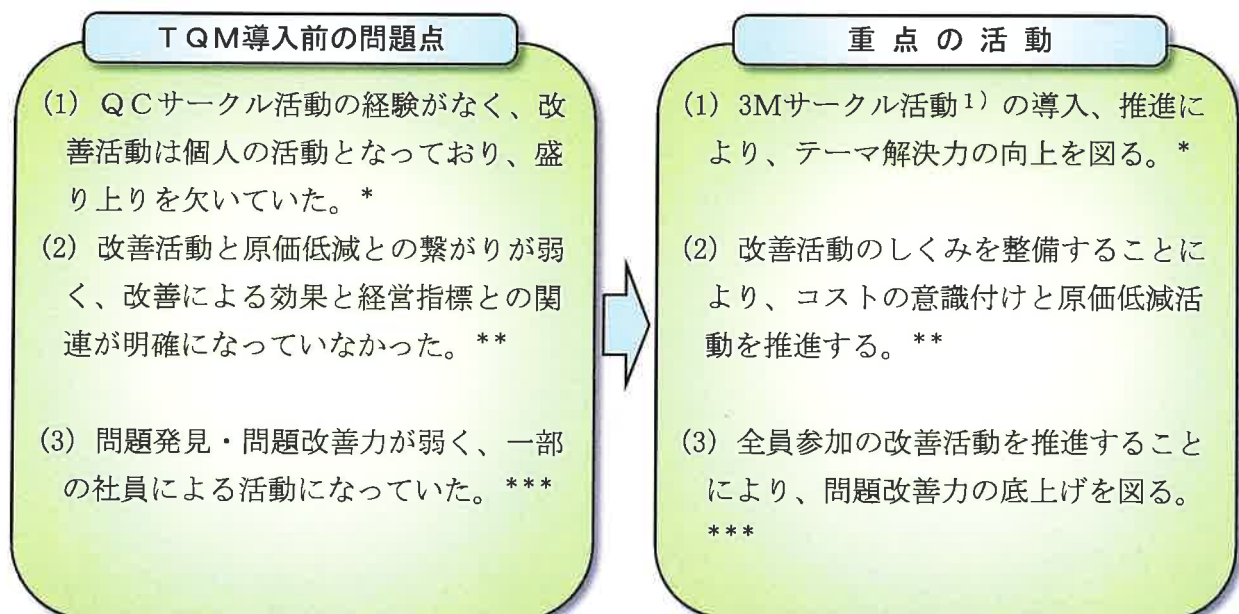 TQM導入前の問題点
(1) QCサークル活動の経験がなく、改
善活動は個人の活動となっており、盛
り上りを欠いていた。*
(2) 改善活動と原価低減との繋がりが弱
く、改善による効果と経営指標との関
連が明確になっていなかった。**
(3) 問題発見・問題改善力が弱く、一部
の社員による活動になっていた。***
重点の活動
(1) 3Mサークル活動1) の導入、推進に
より、テーマ解決力の向上を図る。*
(2) 改善活動のしくみを整備することに
より、コストの意識付けと原価低減活
動を推進する。**
(3) 全員参加の改善活動を推進すること
により、問題改善力の底上げを図る。
***